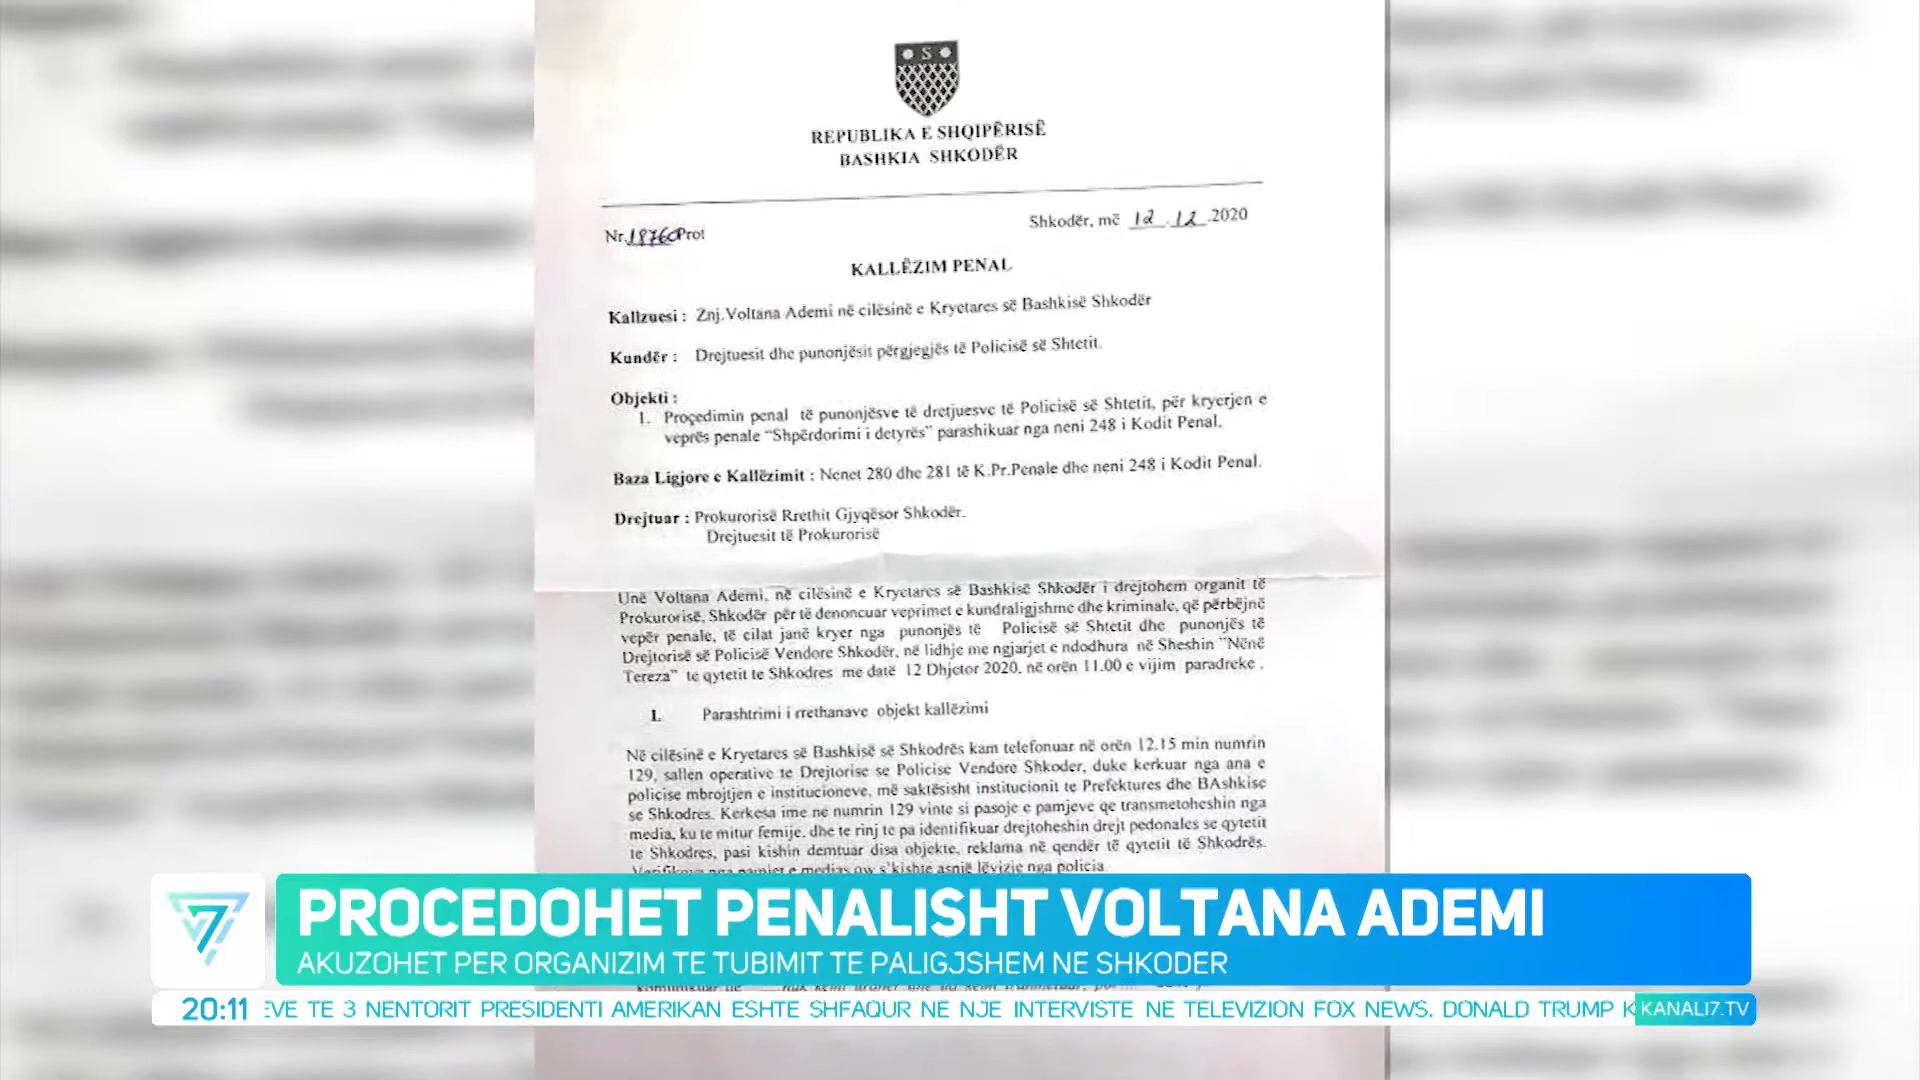 S
REPUBLIKA E SHQIPËRISË
BASHKIA SHKODËR
Nr.18760Prot
Shkodër, më 12.12.2020
KALLËZIM PENAL
Kallzuesi : Znj.Voltana Ademi në cilësinë e Kryetares së Bashkisë Shkodër
Kundër : Drejtuesit dhe punonjësit përgjegjës të Policisë së Shtetit.
Objekti :
1. Proçedimin penal të punonjësve të dretjuesve të Policisë së Shtetit, për kryerjen e
veprës penale “Shpërdorimi i detyrës” parashikuar nga neni 248 i Kodit Penal.
Baza Ligjore e Kallëzimit : Nenet 280 dhe 281 të K.Pr.Penale dhe neni 248 i Kodit Penal.
Drejtuar : Prokurorisë Rrethit Gjyqësor Shkodër.
Drejtuesit të Prokurorisë
Unë Voltana Ademi, në cilësinë e Kryetares së Bashkisë Shkodër i drejtohem organit të
Prokurorisë, Shkodër për të denoncuar veprimet e kundraligjshme dhe kriminale, që përbëjnë
vepër penale, të cilat janë kryer nga punonjës të Policisë së Shtetit dhe punonjës të
Drejtorisë së Policisë Vendore Shkodër, në lidhje me ngjarjet e ndodhura në Sheshin "Nënë
Tereza" te qytetit te Shkodres me datë 12 Dhjetor 2020, në orën 11.00 e vijim paradreke .
I. Parashtrimi i rrethanave objekt kallëzimi
Në cilësinë e Kryetares së Bashkisë së Shkodrës kam telefonuar në orën 12.15 min numrin
129, sallen operative te Drejtorise se Policise Vendore Shkoder, duke kerkuar nga ana e
policise mbrojtjen e institucioneve, më saktësisht institucionit te Prefektures dhe BAshkise
se Shkodres. Kerkesa ime ne numrin 129 vinte si pasoje e pamjeve qe transmetoheshin nga
media, ku te mitur femije, dhe te rinj te pa identifikuar drejtoheshin drejt pedonales se qytetit
te Shkodres, pasi kishin demtuar disa objekte, reklama në qendër të qytetit të Shkodrës.
nga pamjet e medias s'kishte asnjë lëvizje nga policia.
PROCEDOHET PENALISHT VOLTANA ADEMI
AKUZOHET PER ORGANIZIM TE TUBIMIT TE PALIGJSHEM NE SHKODER
20:11 EVE TE 3 NENTORIT PRESIDENTI AMERIKAN ESHTE SHFAQUR NE NJE INTERVISTE NE TELEVIZION FOX NEWS. DONALD TRUMP K KANALI7.TV